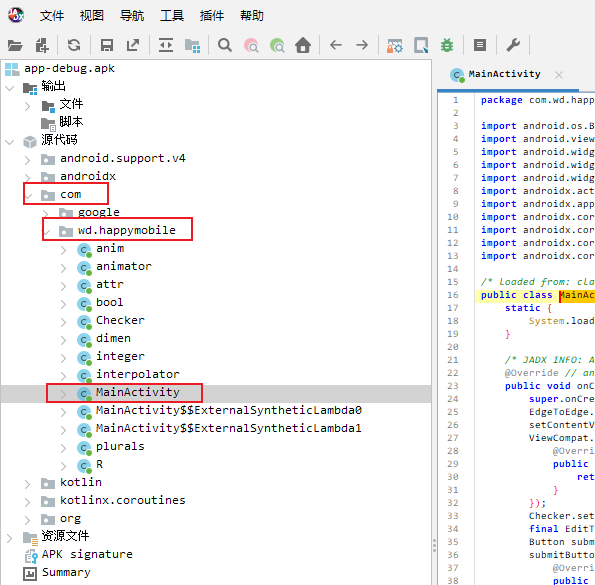 文件 视图 导航 工具 插件 帮助
app-debug.apk
输出
文件
脚本
源代码
android.support.v4
androidx
com
google
wd.happymobile
anim
animator
attr
bool
Checker
dimen
integer
interpolator
MainActivity
MainActivity$$ExternalSyntheticLambda0
MainActivity$$ExternalSyntheticLambda1
plurals
R
kotlin
kotlinx.coroutines
org
资源文件
APK signature
Summary
MainActivity
1 package com.wd.happ
2
3 import android.os.B
4 import android.view
5 import android.widg
6 import android.widg
7 import android.widg
8 import androidx.act
9 import androidx.app
10 import androidx.cor
11 import androidx.cor
12 import androidx.cor
13 import androidx.cor
14
15 /* loaded from: cla
16 public class MainAc
17 static {
18 System.load
19 }
20
21 /* JADX INFO: A
22 @Override // an
23 public void onC
24 super.onCre
25 EdgeToEdge.
26 setContentV
27 ViewCompat.
28 @Overri
29 public
30 ret
31 }
32 });
33 Checker.set
34 final EditT
35 Button subm
36 submitButto
37 @Overri
38 public